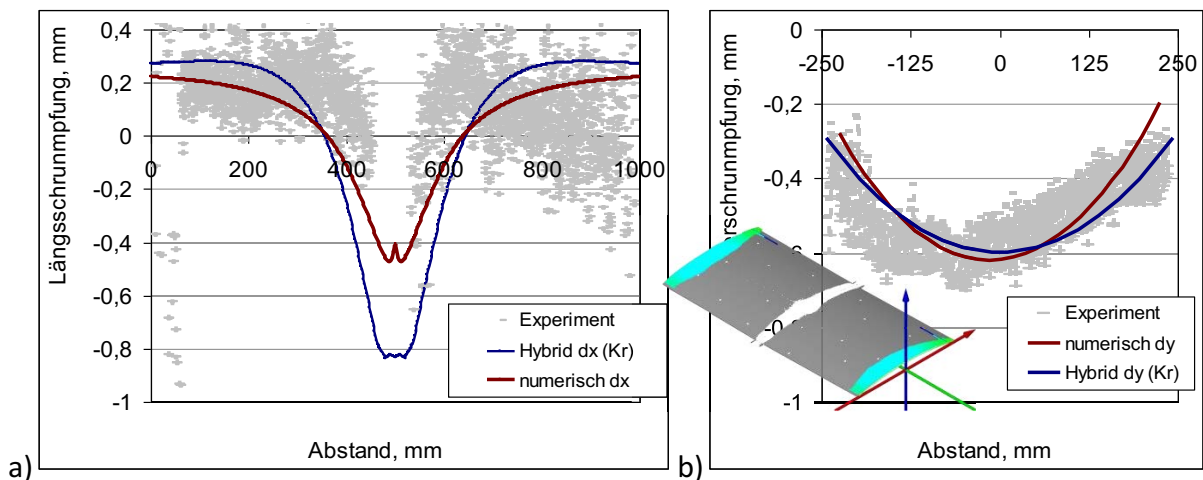 Längsschrunmpfung, mm
0,4
0,2
0
-0,2
-0,4
-0,6
-0,8
-1
0 200 400 600 800 1000
Experiment
Hybrid dx (Kr)
numerisch dx
Abstand, mm
a)
mm
0
-0,2
-0,4
-1
-250 -125 0 125 250
Experiment
numerisch dy
Hybrid dy (Kr)
Abstand, mm
b)